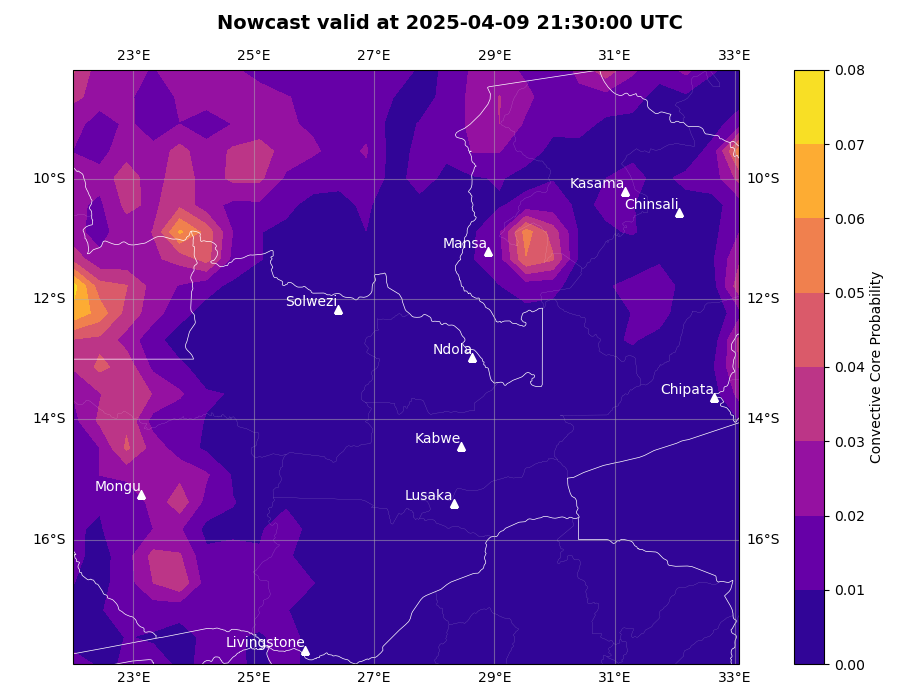 Nowcast valid at 2025-04-09 21:30:00 UTC
23°E 25°E 27°E 29°E 31°E 33°E
0.08
0.07
10°S Kasama 10°S
Chinsali
0.06
Mansa
0.05
12°S Solwezi 12°S
Ndola
0.04
Chipata
14°S 14°S
Kabwe
0.03
Mongu
Lusaka
0.02
16°S 16°S
0.01
Livingstone
0.00
23°E 25°E 27°E 29°E 31°E 33°E
Convective Core Probability